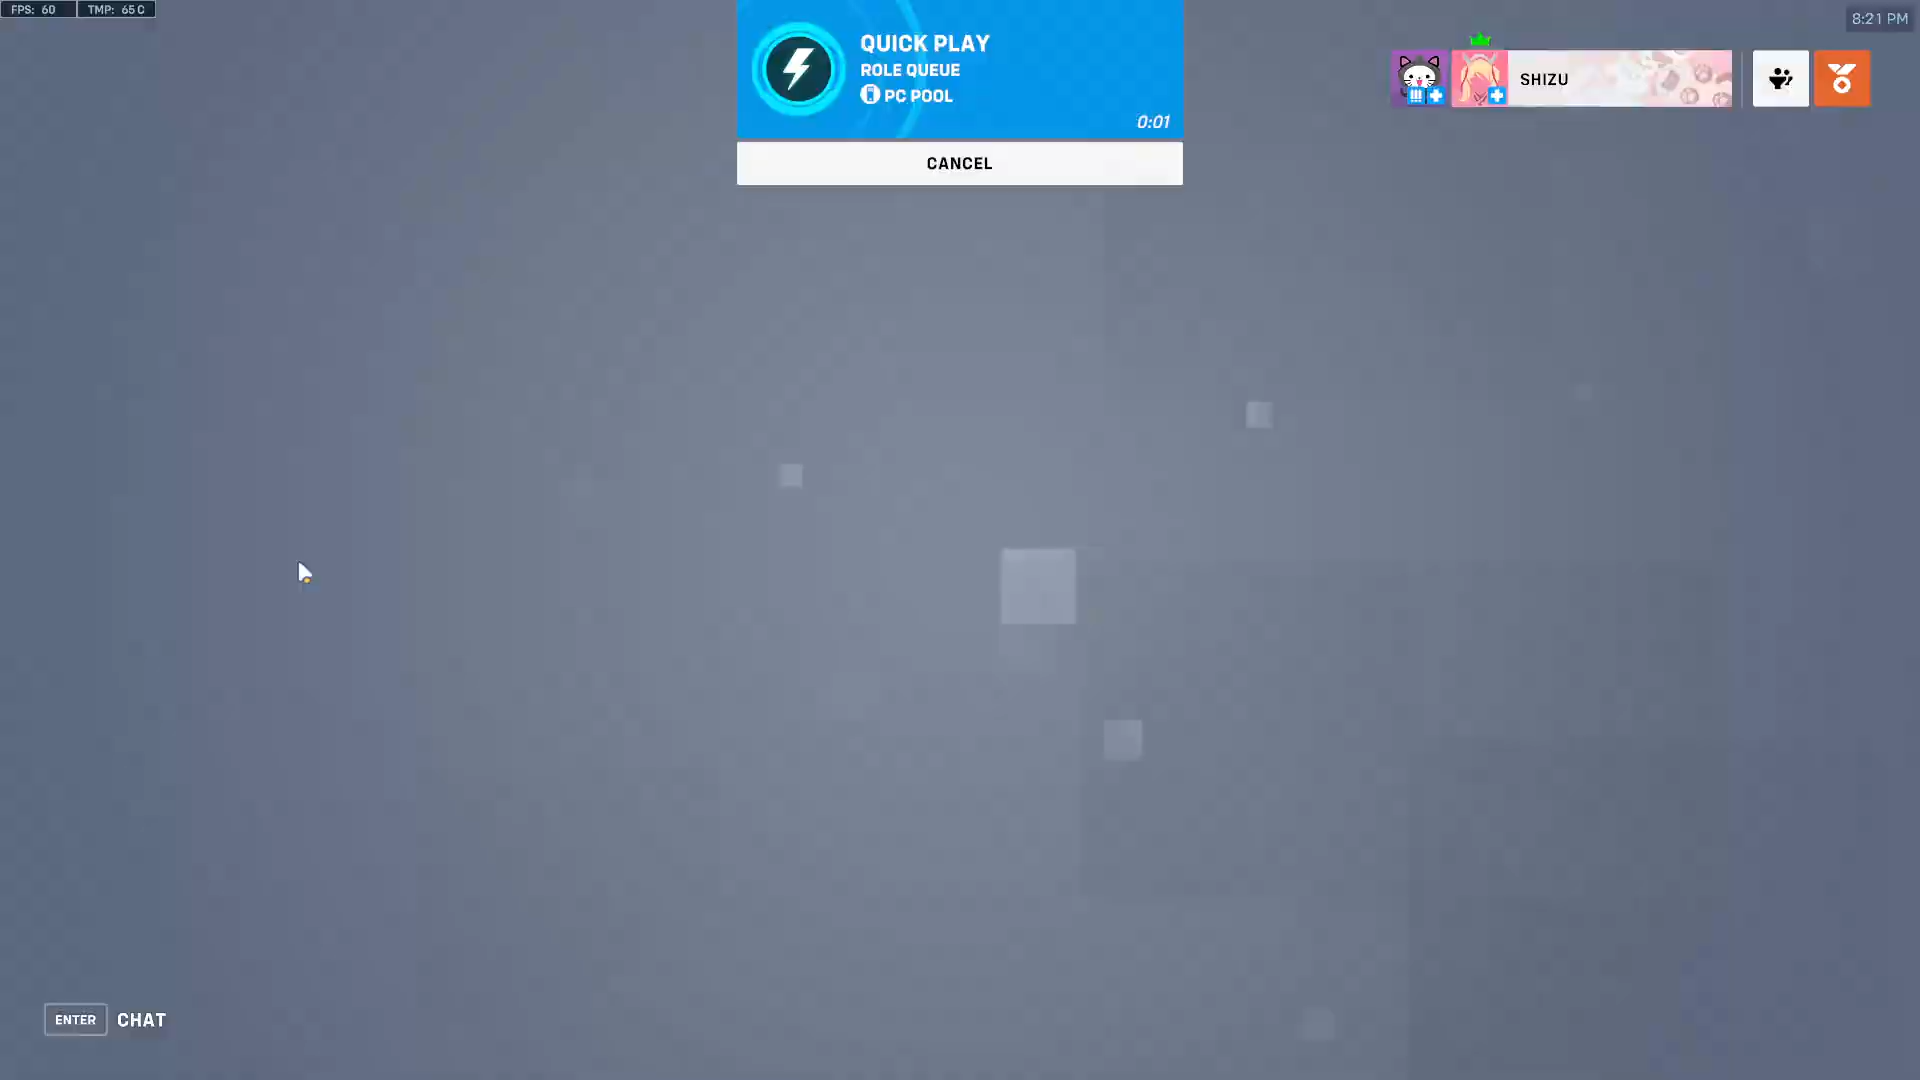 FPS: 60
TMP: 65 C
QUICK PLAY
ROLE QUEUE
PC POOL
0:01
CANCEL
8:21 PM
SHIZU
ENTER
CHAT